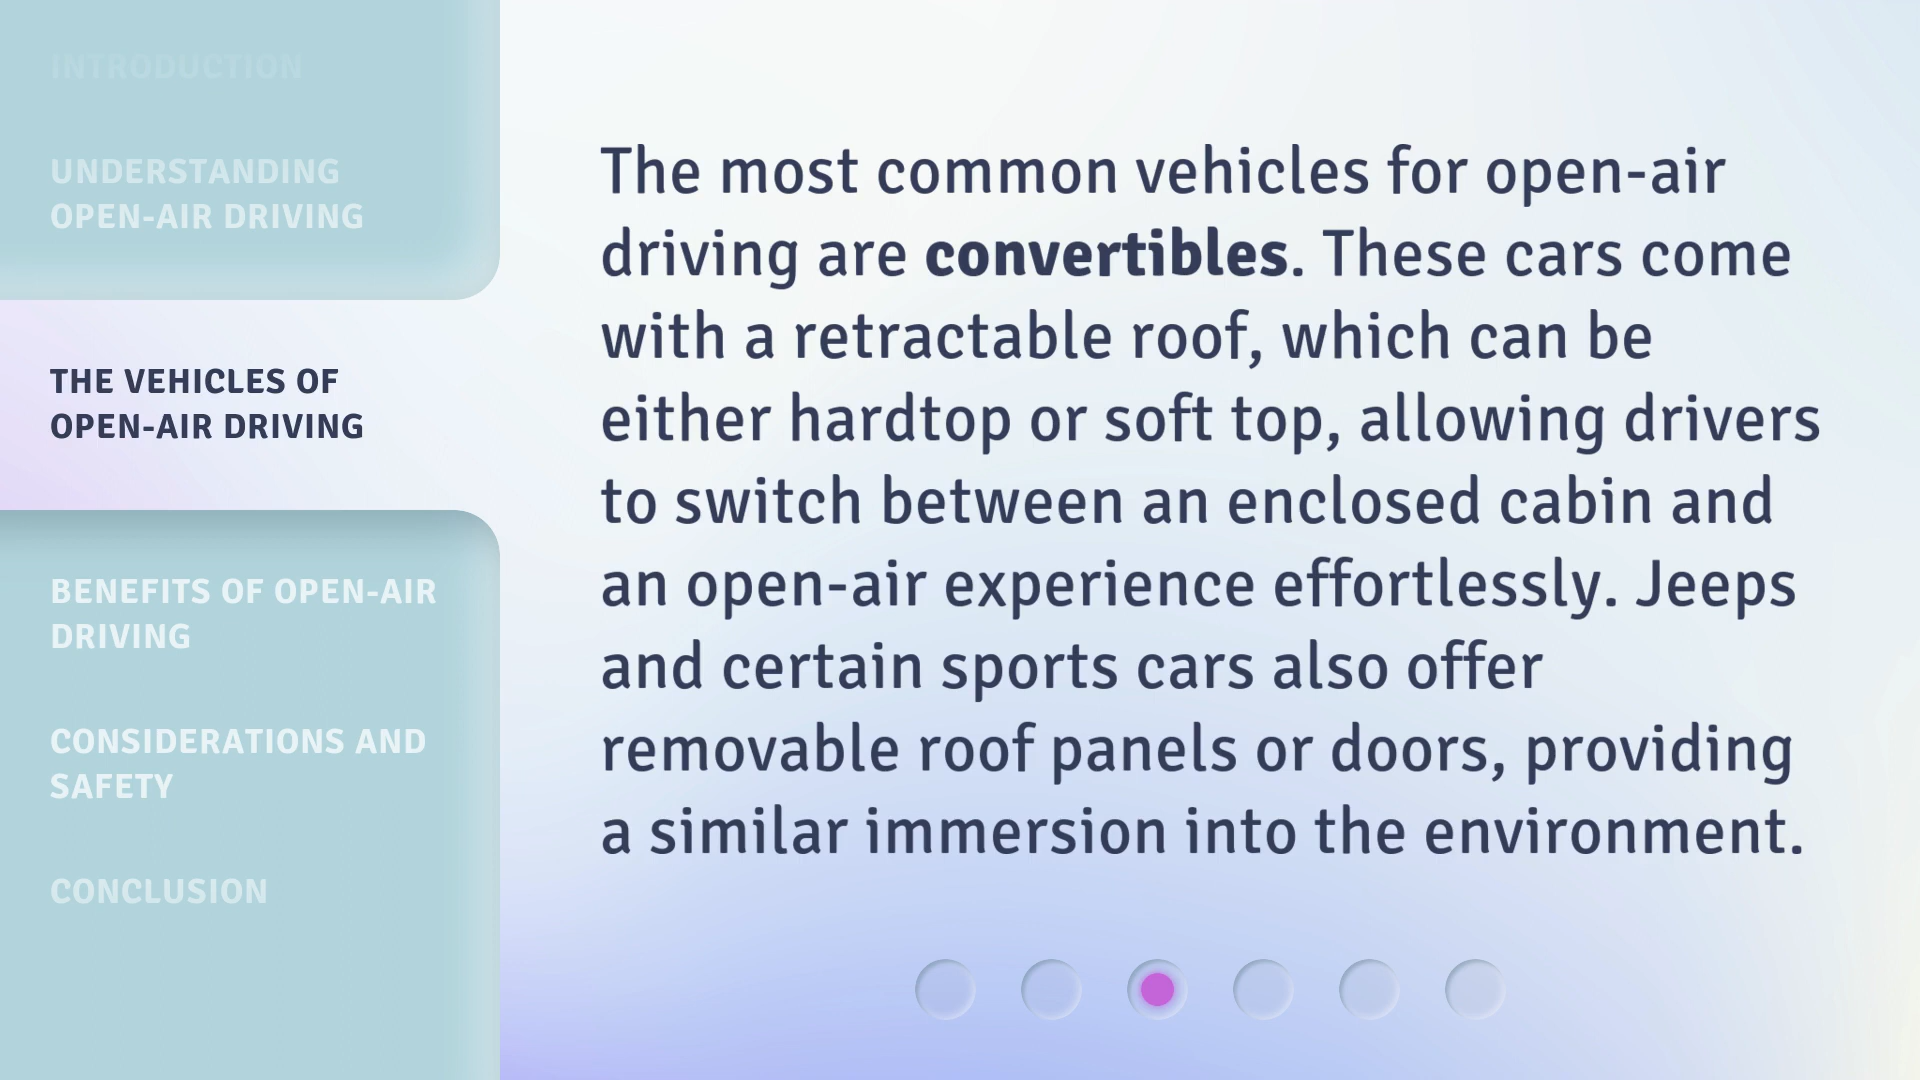 INTRODUCTION
UNDERSTANDING
OPEN-AIR DRIVING
THE VEHICLES OF
OPEN-AIR DRIVING
BENEFITS OF OPEN-AIR
DRIVING
CONSIDERATIONS AND
SAFETY
CONCLUSION
The most common vehicles for open-air
driving are convertibles. These cars come
with a retractable roof, which can be
either hardtop or soft top, allowing drivers
to switch between an enclosed cabin and
an open-air experience effortlessly. Jeeps
and certain sports cars also offer
removable roof panels or doors, providing
a similar immersion into the environment.